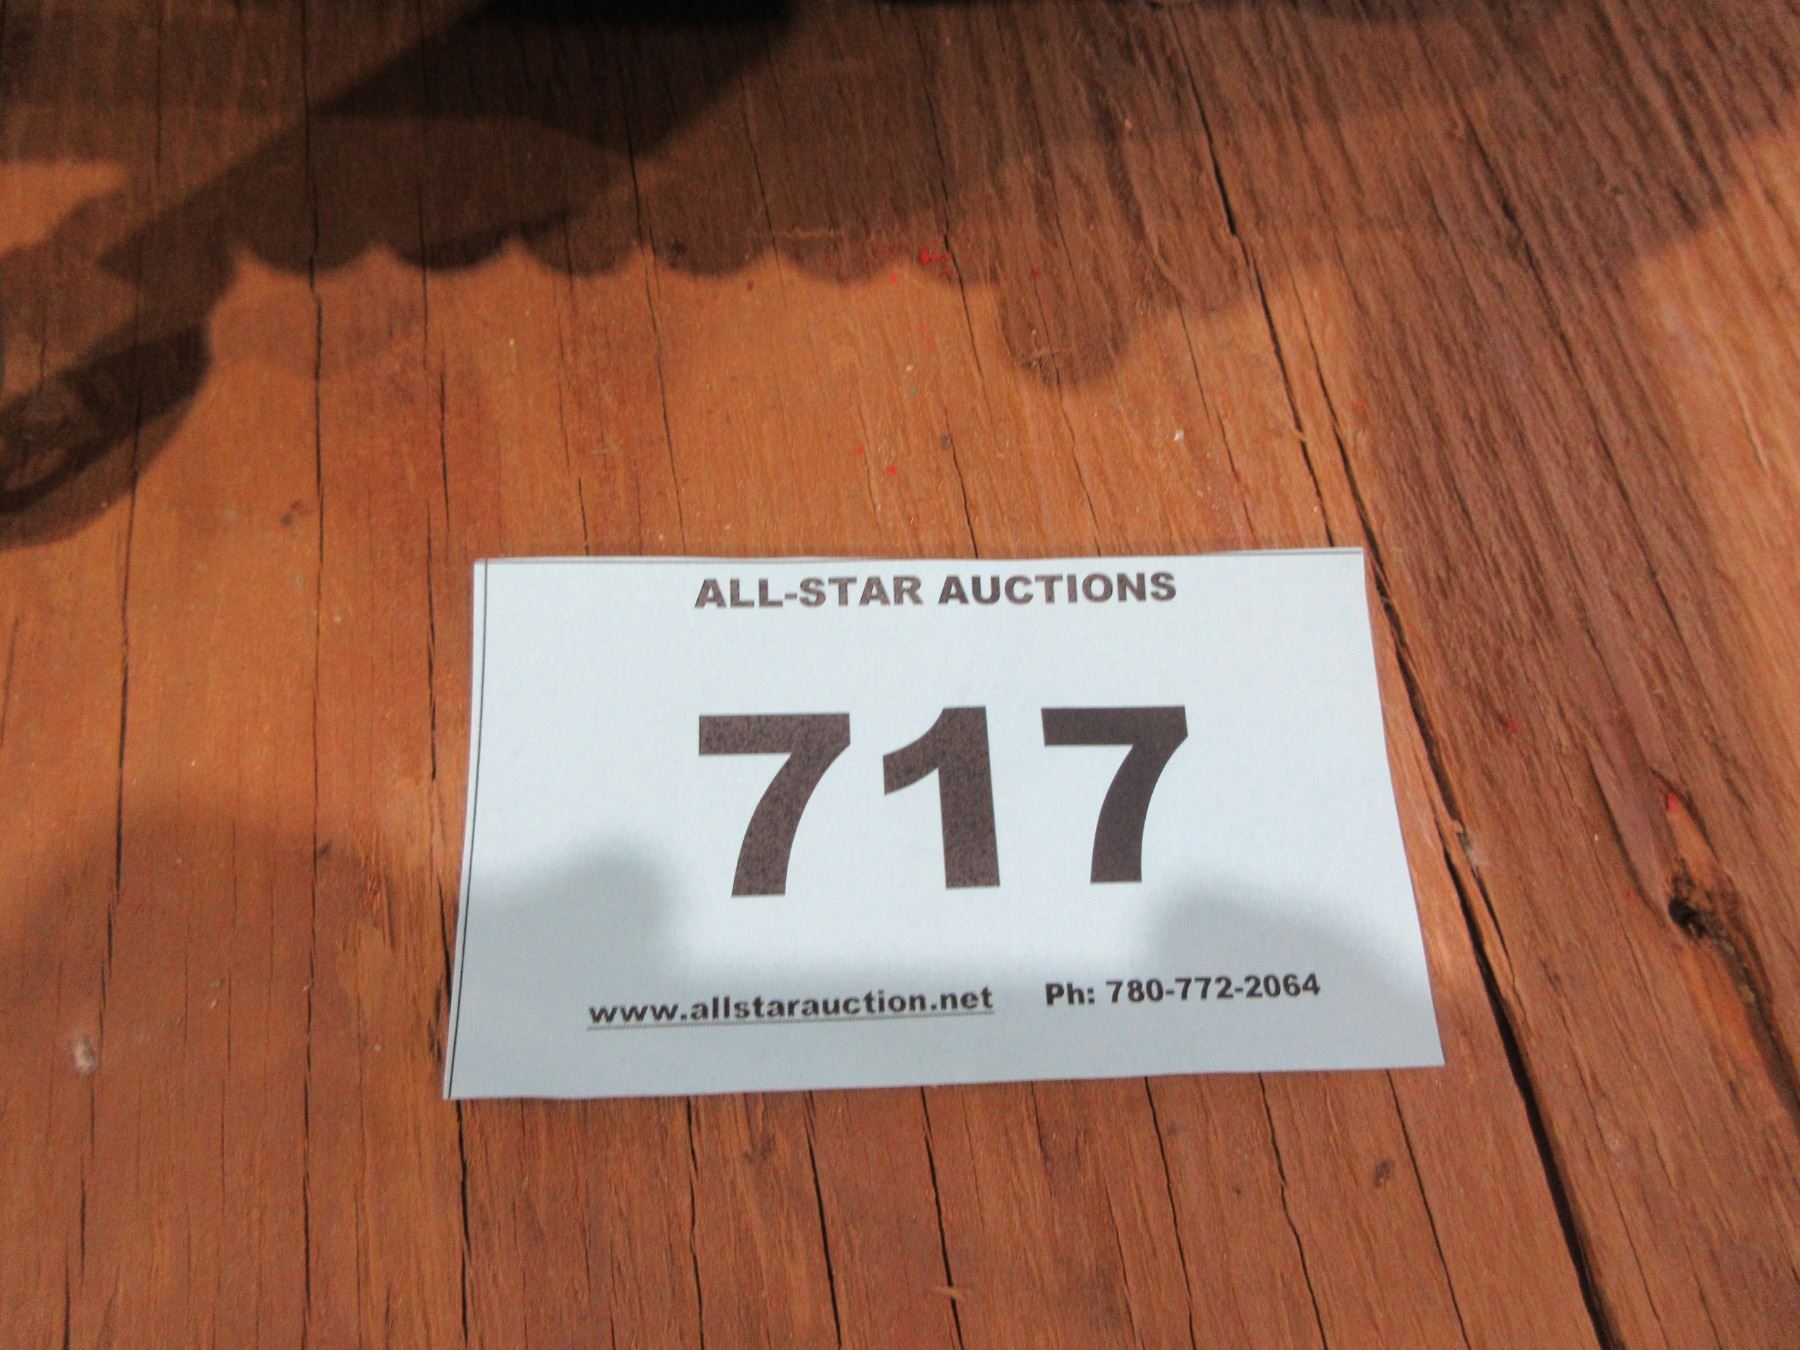 ALL-STAR AUCTIONS
717
www.allstarauction.net Ph: 780-772-2064